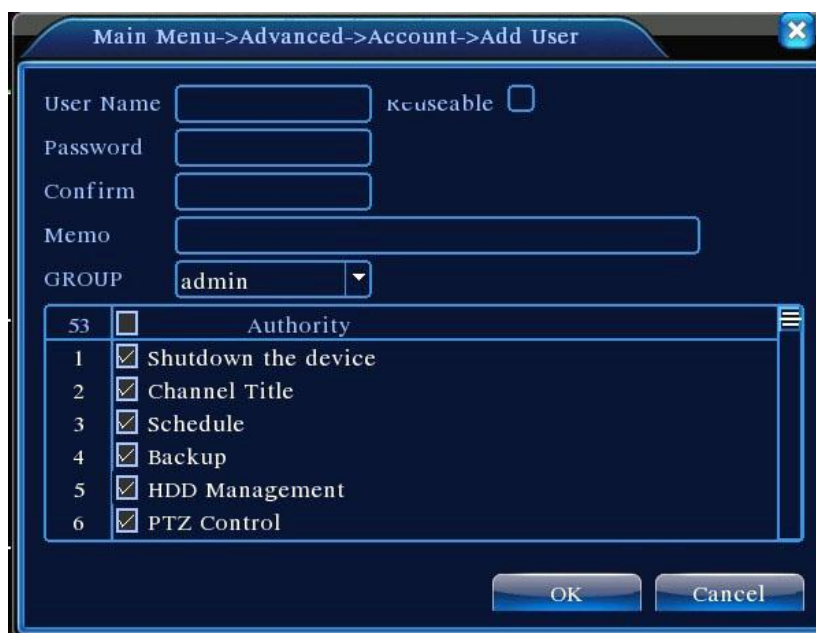 Main Menu->Advanced->Account->Add User
User Name Reuseable
Password
Confirm
Memo
GROUP admin
53 Authority
1 Shutdown the device
2 Channel Title
3 Schedule
4 Backup
5 HDD Management
6 PTZ Control
OK Cancel